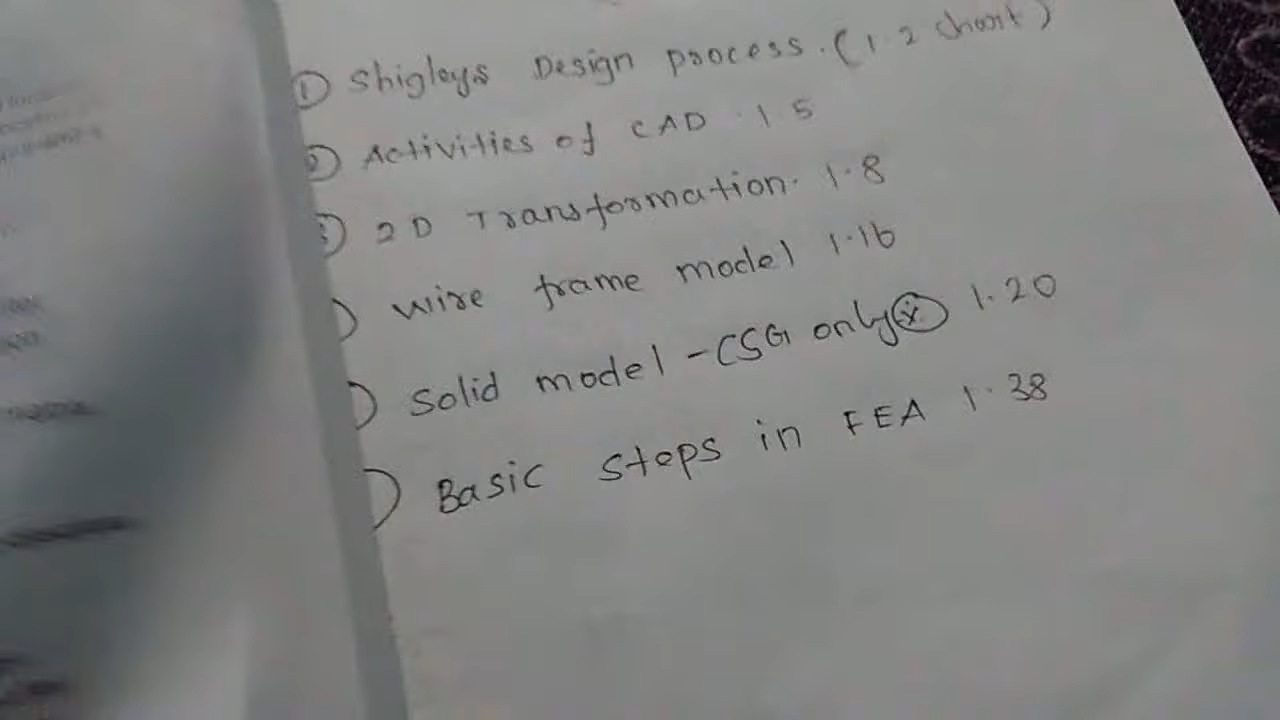 ① Shigleys Design process. (1.2 chart)
② Activities of CAD 1.5
③ 2D Transformation. 1.8
) wire frame model 1.16
) Solid model - CSG only 1.20
) Basic steps in FEA 1.38